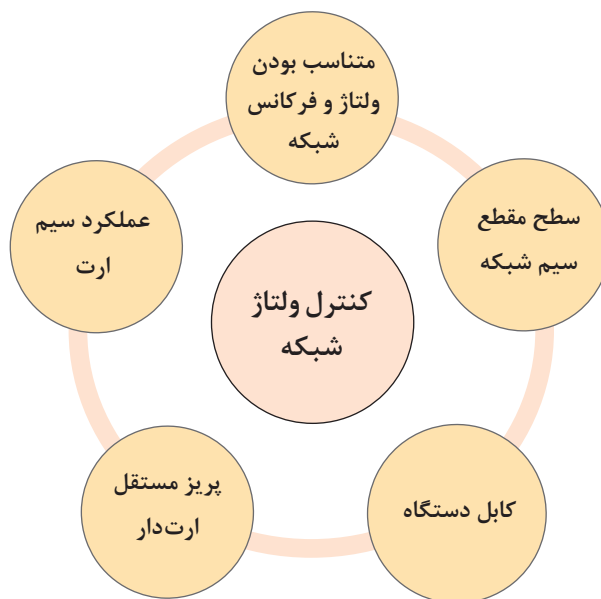 متناسب بودن
ولتاژ و فرکانس
شبکه
سطح مقطع
سیم شبکه
عملکرد سیم
ارت
کنترل ولتاژ
شبکه
کابل دستگاه
پریز مستقل
ارت‌دار